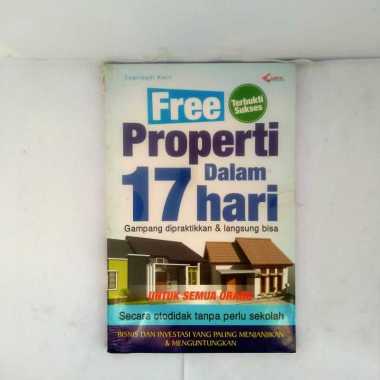 Free
Terbukti
Sukses
Properti
17 Dalam
hari
Gampang dipraktikkan & langsung bisa
UNTUK SEMUA ORANG
Secara otodidak tanpa perlu sekolah
BISNIS DAN INVESTASI YANG PALING MENJANJIKAN
& MENGUNTUNGKAN